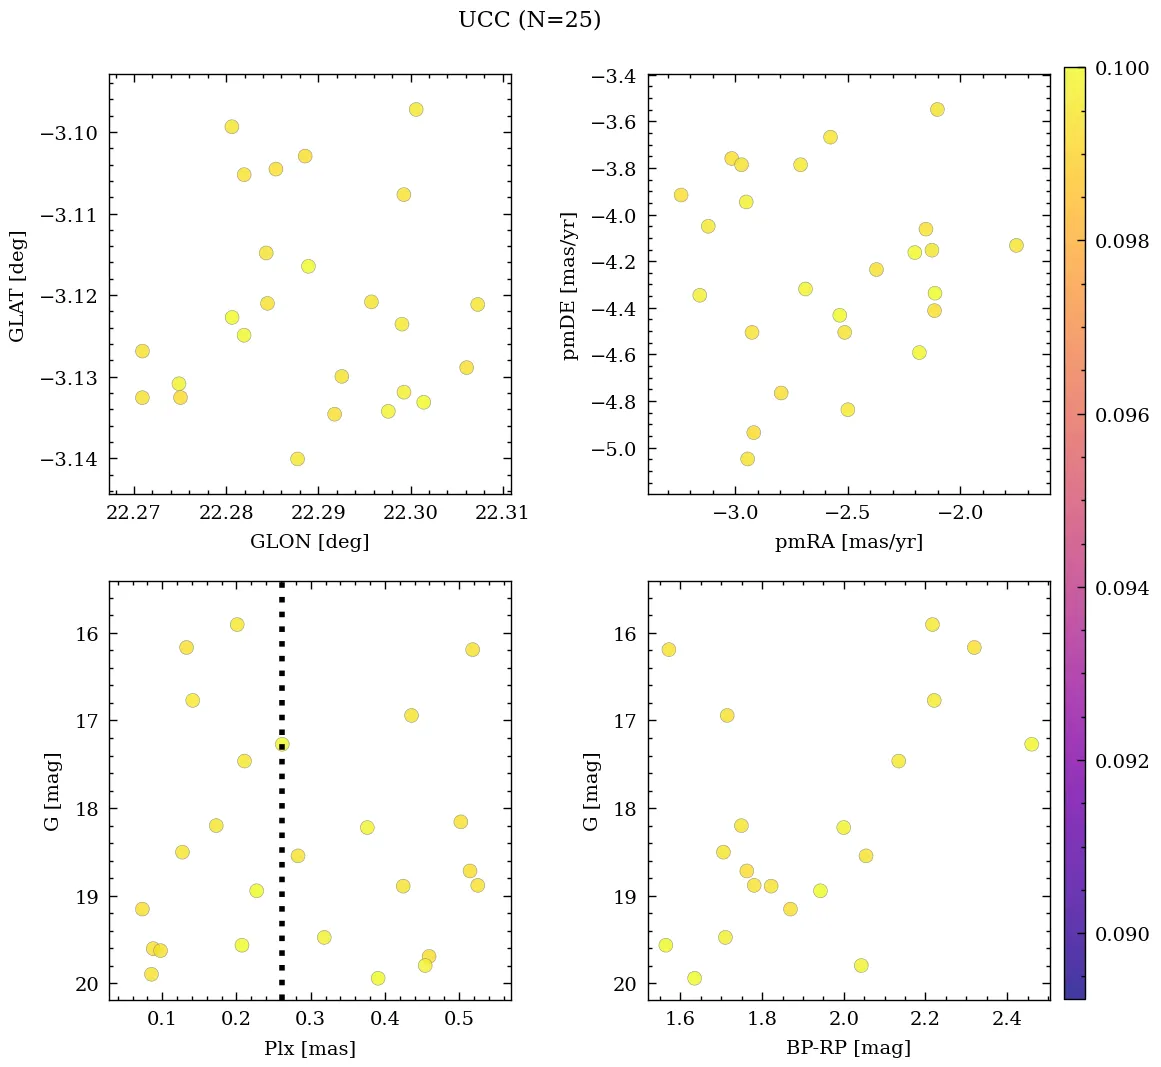 UCC (N=25)
−3.10
−3.11
−3.12
−3.13
−3.14
GLAT [deg]
22.27 22.28 22.29 22.30 22.31
GLON [deg]
−3.4
−3.6
−3.8
−4.0
−4.2
−4.4
−4.6
−4.8
−5.0
pmDE [mas/yr]
−3.0 −2.5 −2.0
pmRA [mas/yr]
16
17
18
19
20
G [mag]
0.1 0.2 0.3 0.4 0.5
Plx [mas]
16
17
18
19
20
G [mag]
1.6 1.8 2.0 2.2 2.4
BP-RP [mag]
0.100
0.098
0.096
0.094
0.092
0.090